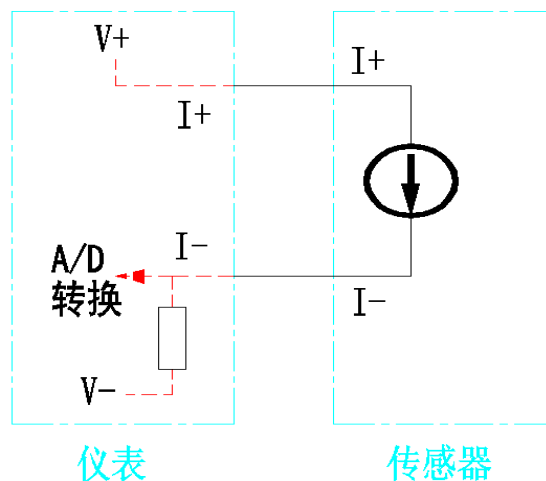 V+
I+
I+
I-
A/D
转换
I-
V-
仪表
传感器